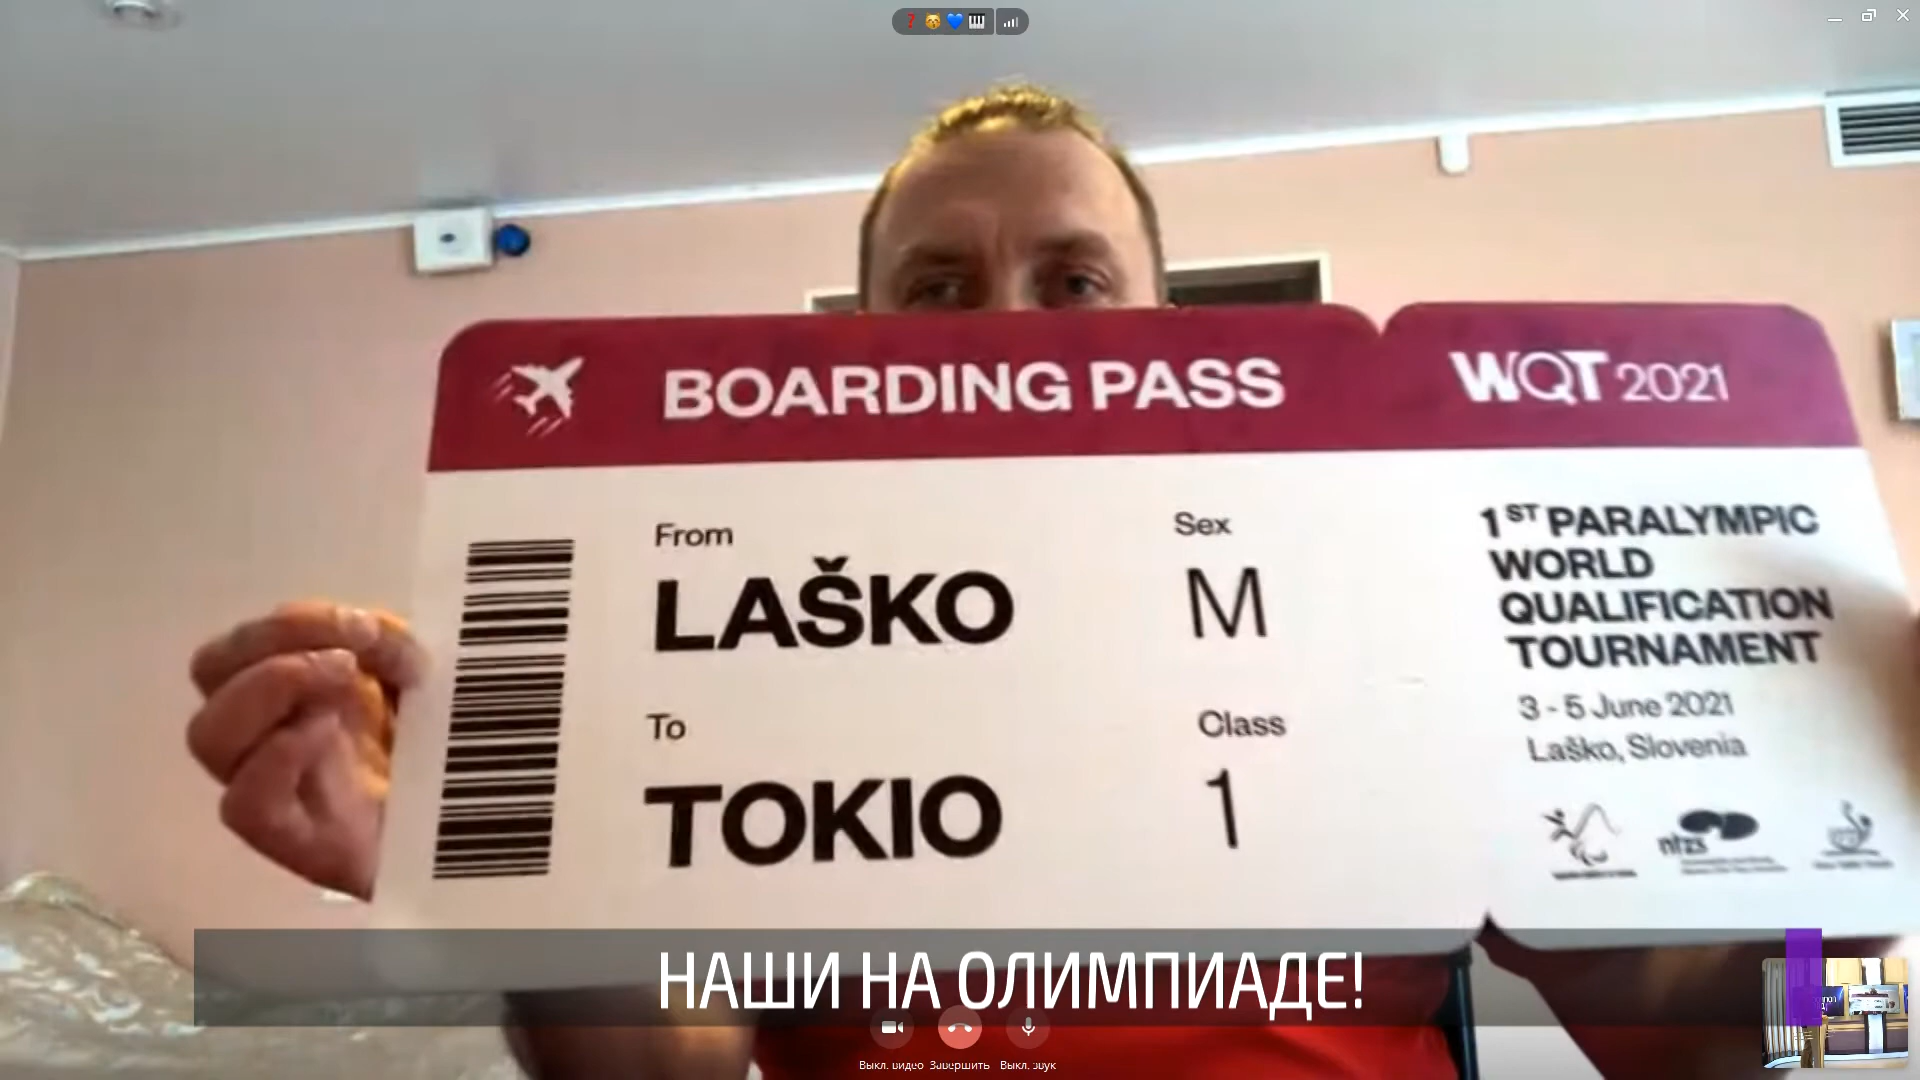 BOARDING PASS
WQT 2021
From
LAŠKO
Sex
M
To
TOKIO
Class
1
1ST PARALYMPIC
WORLD
QUALIFICATION
TOURNAMENT
3 - 5 June 2021
Laško, Slovenia
nfzs
НАШИ НА ОЛИМПИАДЕ!
Выкл. видео Завершить Выкл. звук